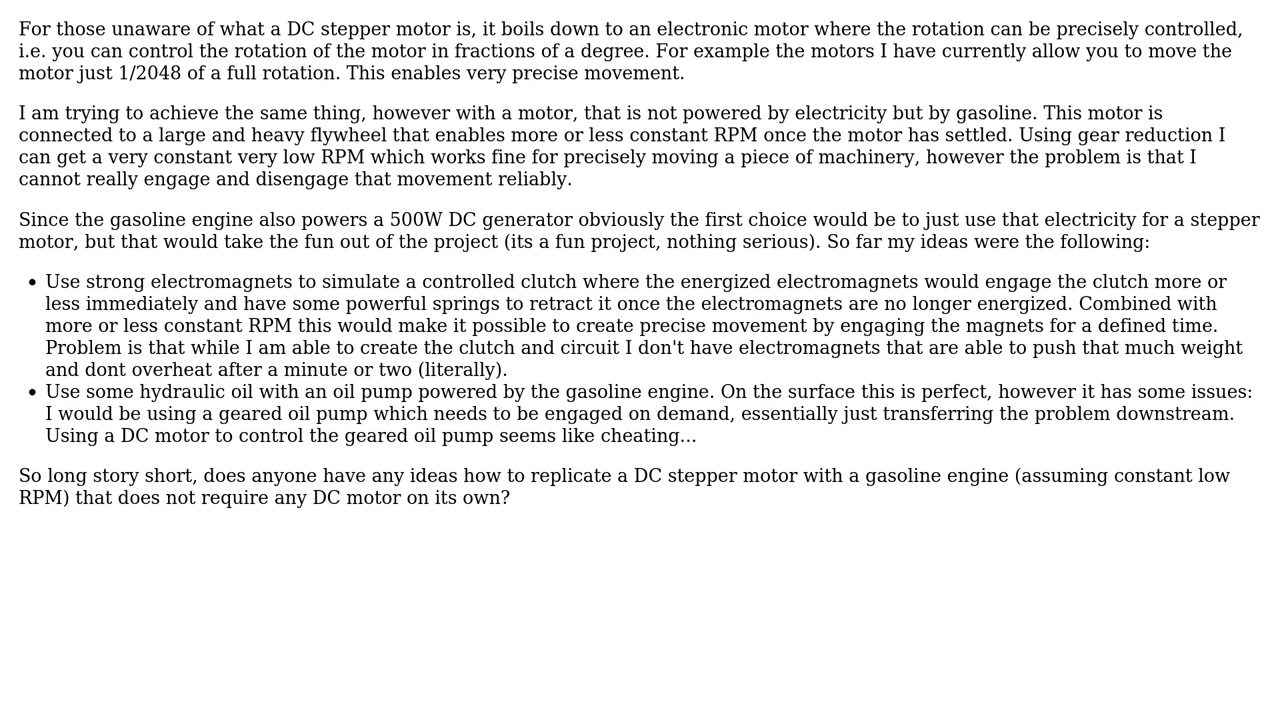 For those unaware of what a DC stepper motor is, it boils down to an electronic motor where the rotation can be precisely controlled,
i.e. you can control the rotation of the motor in fractions of a degree. For example the motors I have currently allow you to move the
motor just 1/2048 of a full rotation. This enables very precise movement.
I am trying to achieve the same thing, however with a motor, that is not powered by electricity but by gasoline. This motor is
connected to a large and heavy flywheel that enables more or less constant RPM once the motor has settled. Using gear reduction I
can get a very constant very low RPM which works fine for precisely moving a piece of machinery, however the problem is that I
cannot really engage and disengage that movement reliably.
Since the gasoline engine also powers a 500W DC generator obviously the first choice would be to just use that electricity for a stepper
motor, but that would take the fun out of the project (its a fun project, nothing serious). So far my ideas were the following:
• Use strong electromagnets to simulate a controlled clutch where the energized electromagnets would engage the clutch more or
less immediately and have some powerful springs to retract it once the electromagnets are no longer energized. Combined with
more or less constant RPM this would make it possible to create precise movement by engaging the magnets for a defined time.
Problem is that while I am able to create the clutch and circuit I don't have electromagnets that are able to push that much weight
and dont overheat after a minute or two (literally).
• Use some hydraulic oil with an oil pump powered by the gasoline engine. On the surface this is perfect, however it has some issues:
I would be using a geared oil pump which needs to be engaged on demand, essentially just transferring the problem downstream.
Using a DC motor to control the geared oil pump seems like cheating...
So long story short, does anyone have any ideas how to replicate a DC stepper motor with a gasoline engine (assuming constant low
RPM) that does not require any DC motor on its own?